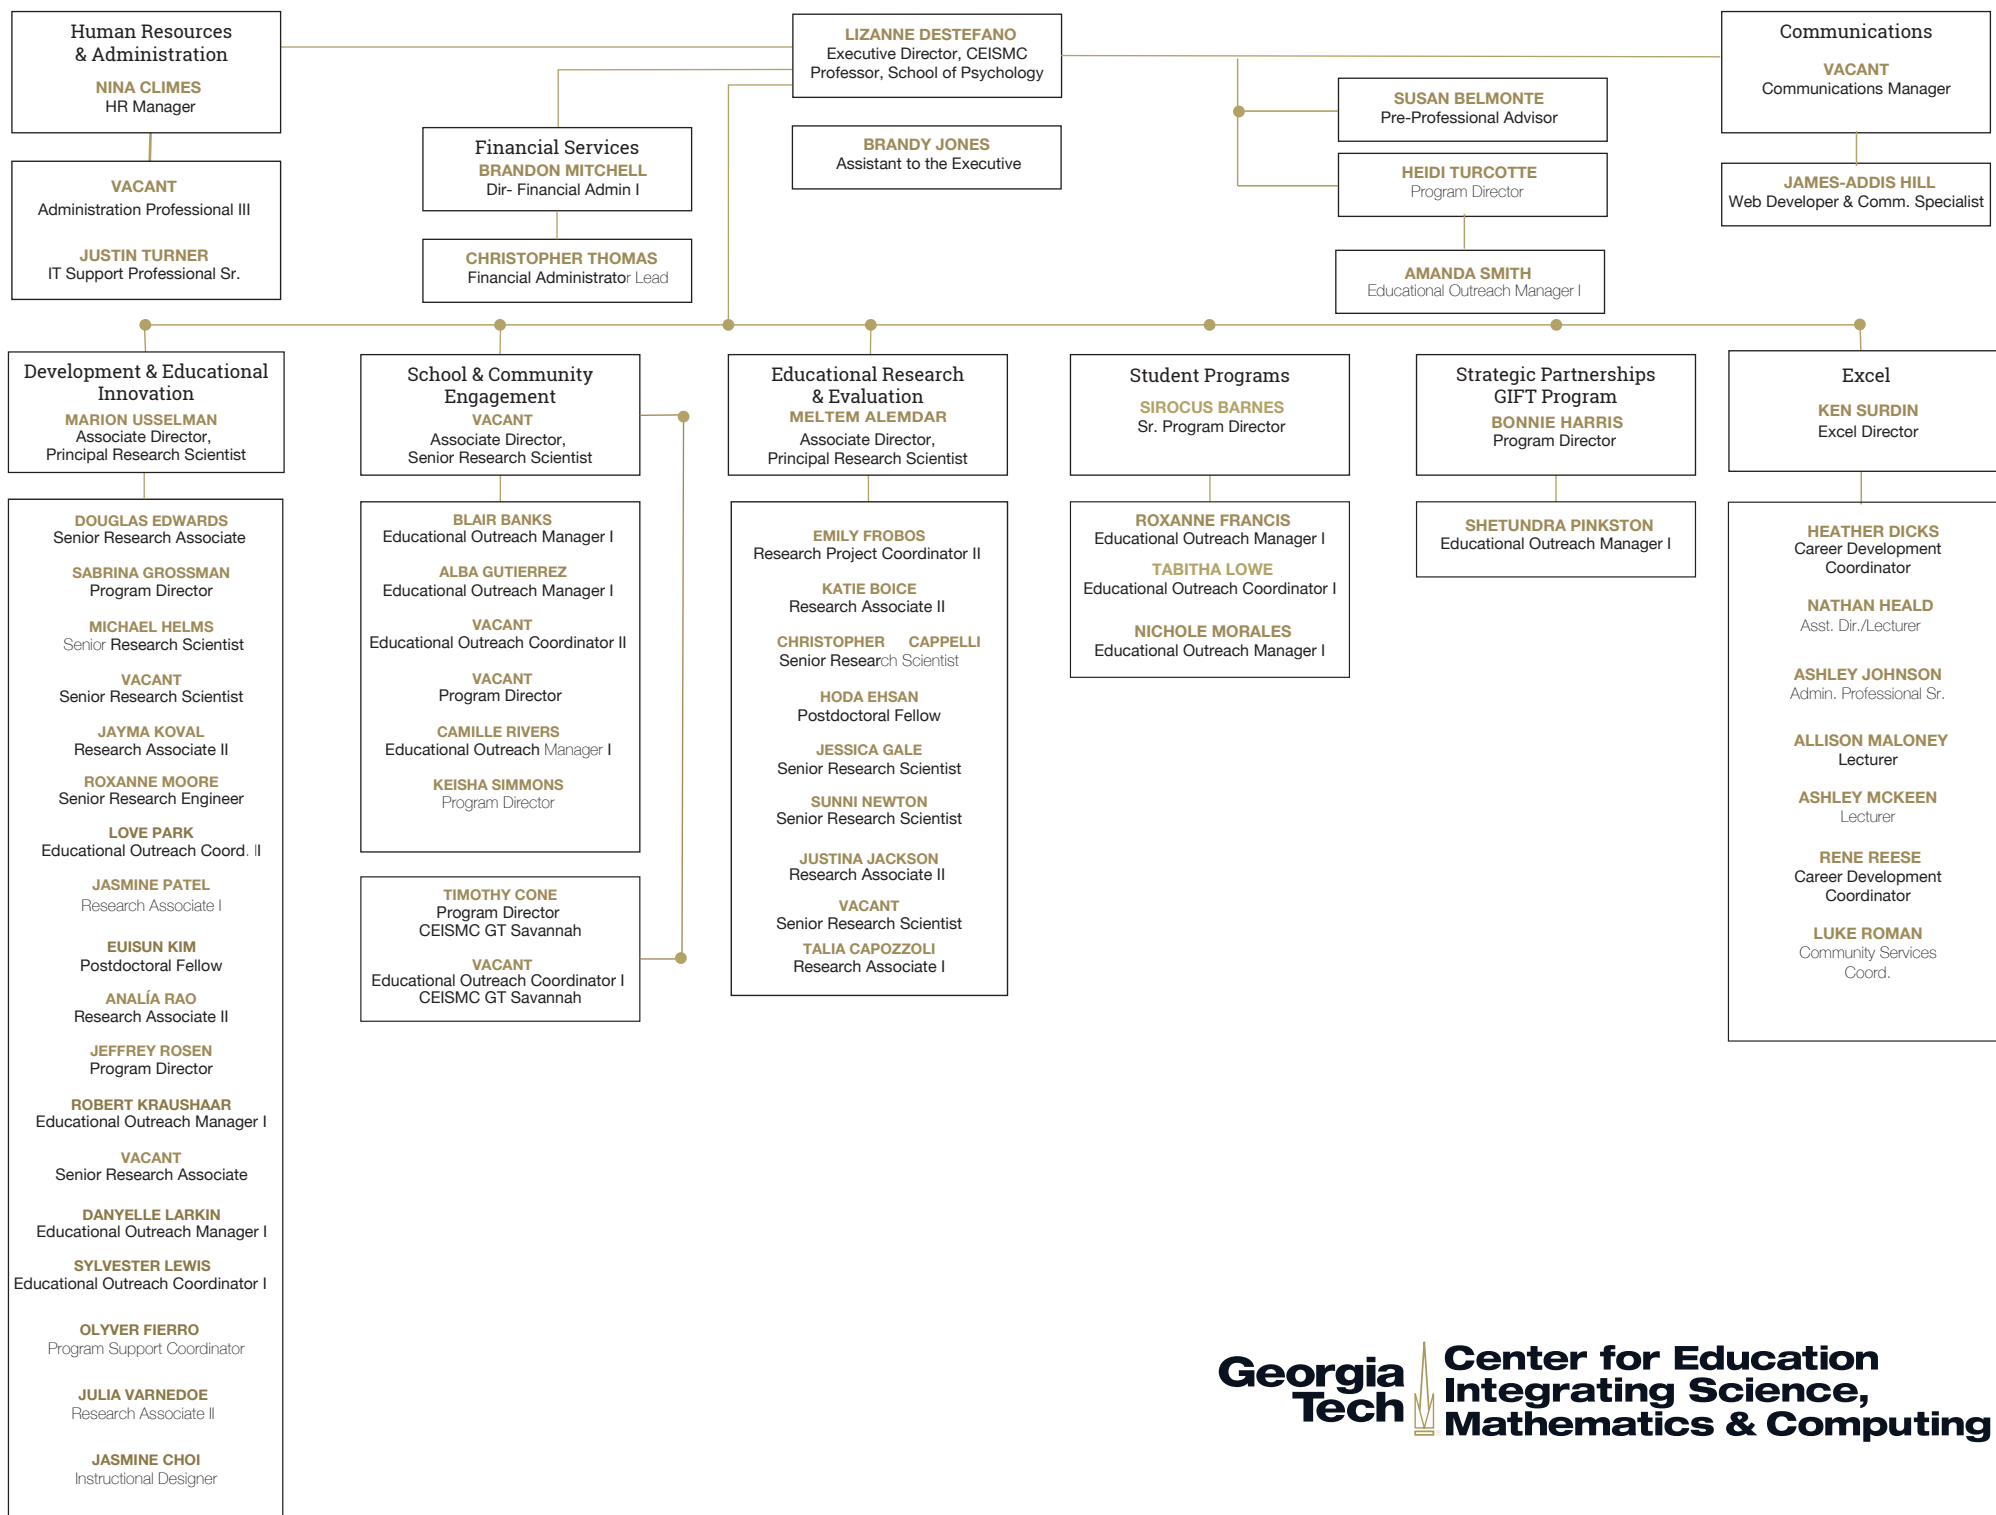 Human Resources
& Administration
NINA CLIMES
HR Manager
VACANT
Administration Professional III
JUSTIN TURNER
IT Support Professional Sr.
LIZANNE DESTEFANO
Executive Director, CEISMC
Professor, School of Psychology
BRANDY JONES
Assistant to the Executive
Financial Services
BRANDON MITCHELL
Dir- Financial Admin I
CHRISTOPHER THOMAS
Financial Administrator Lead
SUSAN BELMONTE
Pre-Professional Advisor
HEIDI TURCOTTE
Program Director
AMANDA SMITH
Educational Outreach Manager I
Communications
VACANT
Communications Manager
JAMES-ADDIS HILL
Web Developer & Comm. Specialist
Development & Educational
Innovation
MARION USSELMAN
Associate Director,
Principal Research Scientist
DOUGLAS EDWARDS
Senior Research Associate
SABRINA GROSSMAN
Program Director
MICHAEL HELMS
Senior Research Scientist
VACANT
Senior Research Scientist
JAYMA KOVAL
Research Associate II
ROXANNE MOORE
Senior Research Engineer
LOVE PARK
Educational Outreach Coord. II
JASMINE PATEL
Research Associate I
EUISUN KIM
Postdoctoral Fellow
ANALÍA RAO
Research Associate II
JEFFREY ROSEN
Program Director
ROBERT KRAUSHAAR
Educational Outreach Manager I
VACANT
Senior Research Associate
DANYELLE LARKIN
Educational Outreach Manager I
SYLVESTER LEWIS
Educational Outreach Coordinator I
OLYVER FIERRO
Program Support Coordinator
JULIA VARNEDOE
Research Associate II
JASMINE CHOI
Instructional Designer
School & Community
Engagement
VACANT
Associate Director,
Senior Research Scientist
BLAIR BANKS
Educational Outreach Manager I
ALBA GUTIERREZ
Educational Outreach Manager I
VACANT
Educational Outreach Coordinator II
VACANT
Program Director
CAMILLE RIVERS
Educational Outreach Manager I
KEISHA SIMMONS
Program Director
TIMOTHY CONE
Program Director
CEISMC GT Savannah
VACANT
Educational Outreach Coordinator I
CEISMC GT Savannah
Educational Research
& Evaluation
MELTEM ALEMDAR
Associate Director,
Principal Research Scientist
EMILY FROBOS
Research Project Coordinator II
KATIE BOICE
Research Associate II
CHRISTOPHER CAPPELLI
Senior Research Scientist
HODA EHSAN
Postdoctoral Fellow
JESSICA GALE
Senior Research Scientist
SUNNI NEWTON
Senior Research Scientist
JUSTINA JACKSON
Research Associate II
VACANT
Senior Research Scientist
TALIA CAPOZZOLI
Research Associate I
Student Programs
SIROCUS BARNES
Sr. Program Director
ROXANNE FRANCIS
Educational Outreach Manager I
TABITHA LOWE
Educational Outreach Coordinator I
NICHOLE MORALES
Educational Outreach Manager I
Strategic Partnerships
GIFT Program
BONNIE HARRIS
Program Director
SHETUNDRA PINKSTON
Educational Outreach Manager I
Excel
KEN SURDIN
Excel Director
HEATHER DICKS
Career Development
Coordinator
NATHAN HEALD
Asst. Dir./Lecturer
ASHLEY JOHNSON
Admin. Professional Sr.
ALLISON MALONEY
Lecturer
ASHLEY MCKEEN
Lecturer
RENE REESE
Career Development
Coordinator
LUKE ROMAN
Community Services
Coord.
Georgia
Tech
Center for Education
Integrating Science,
Mathematics & Computing